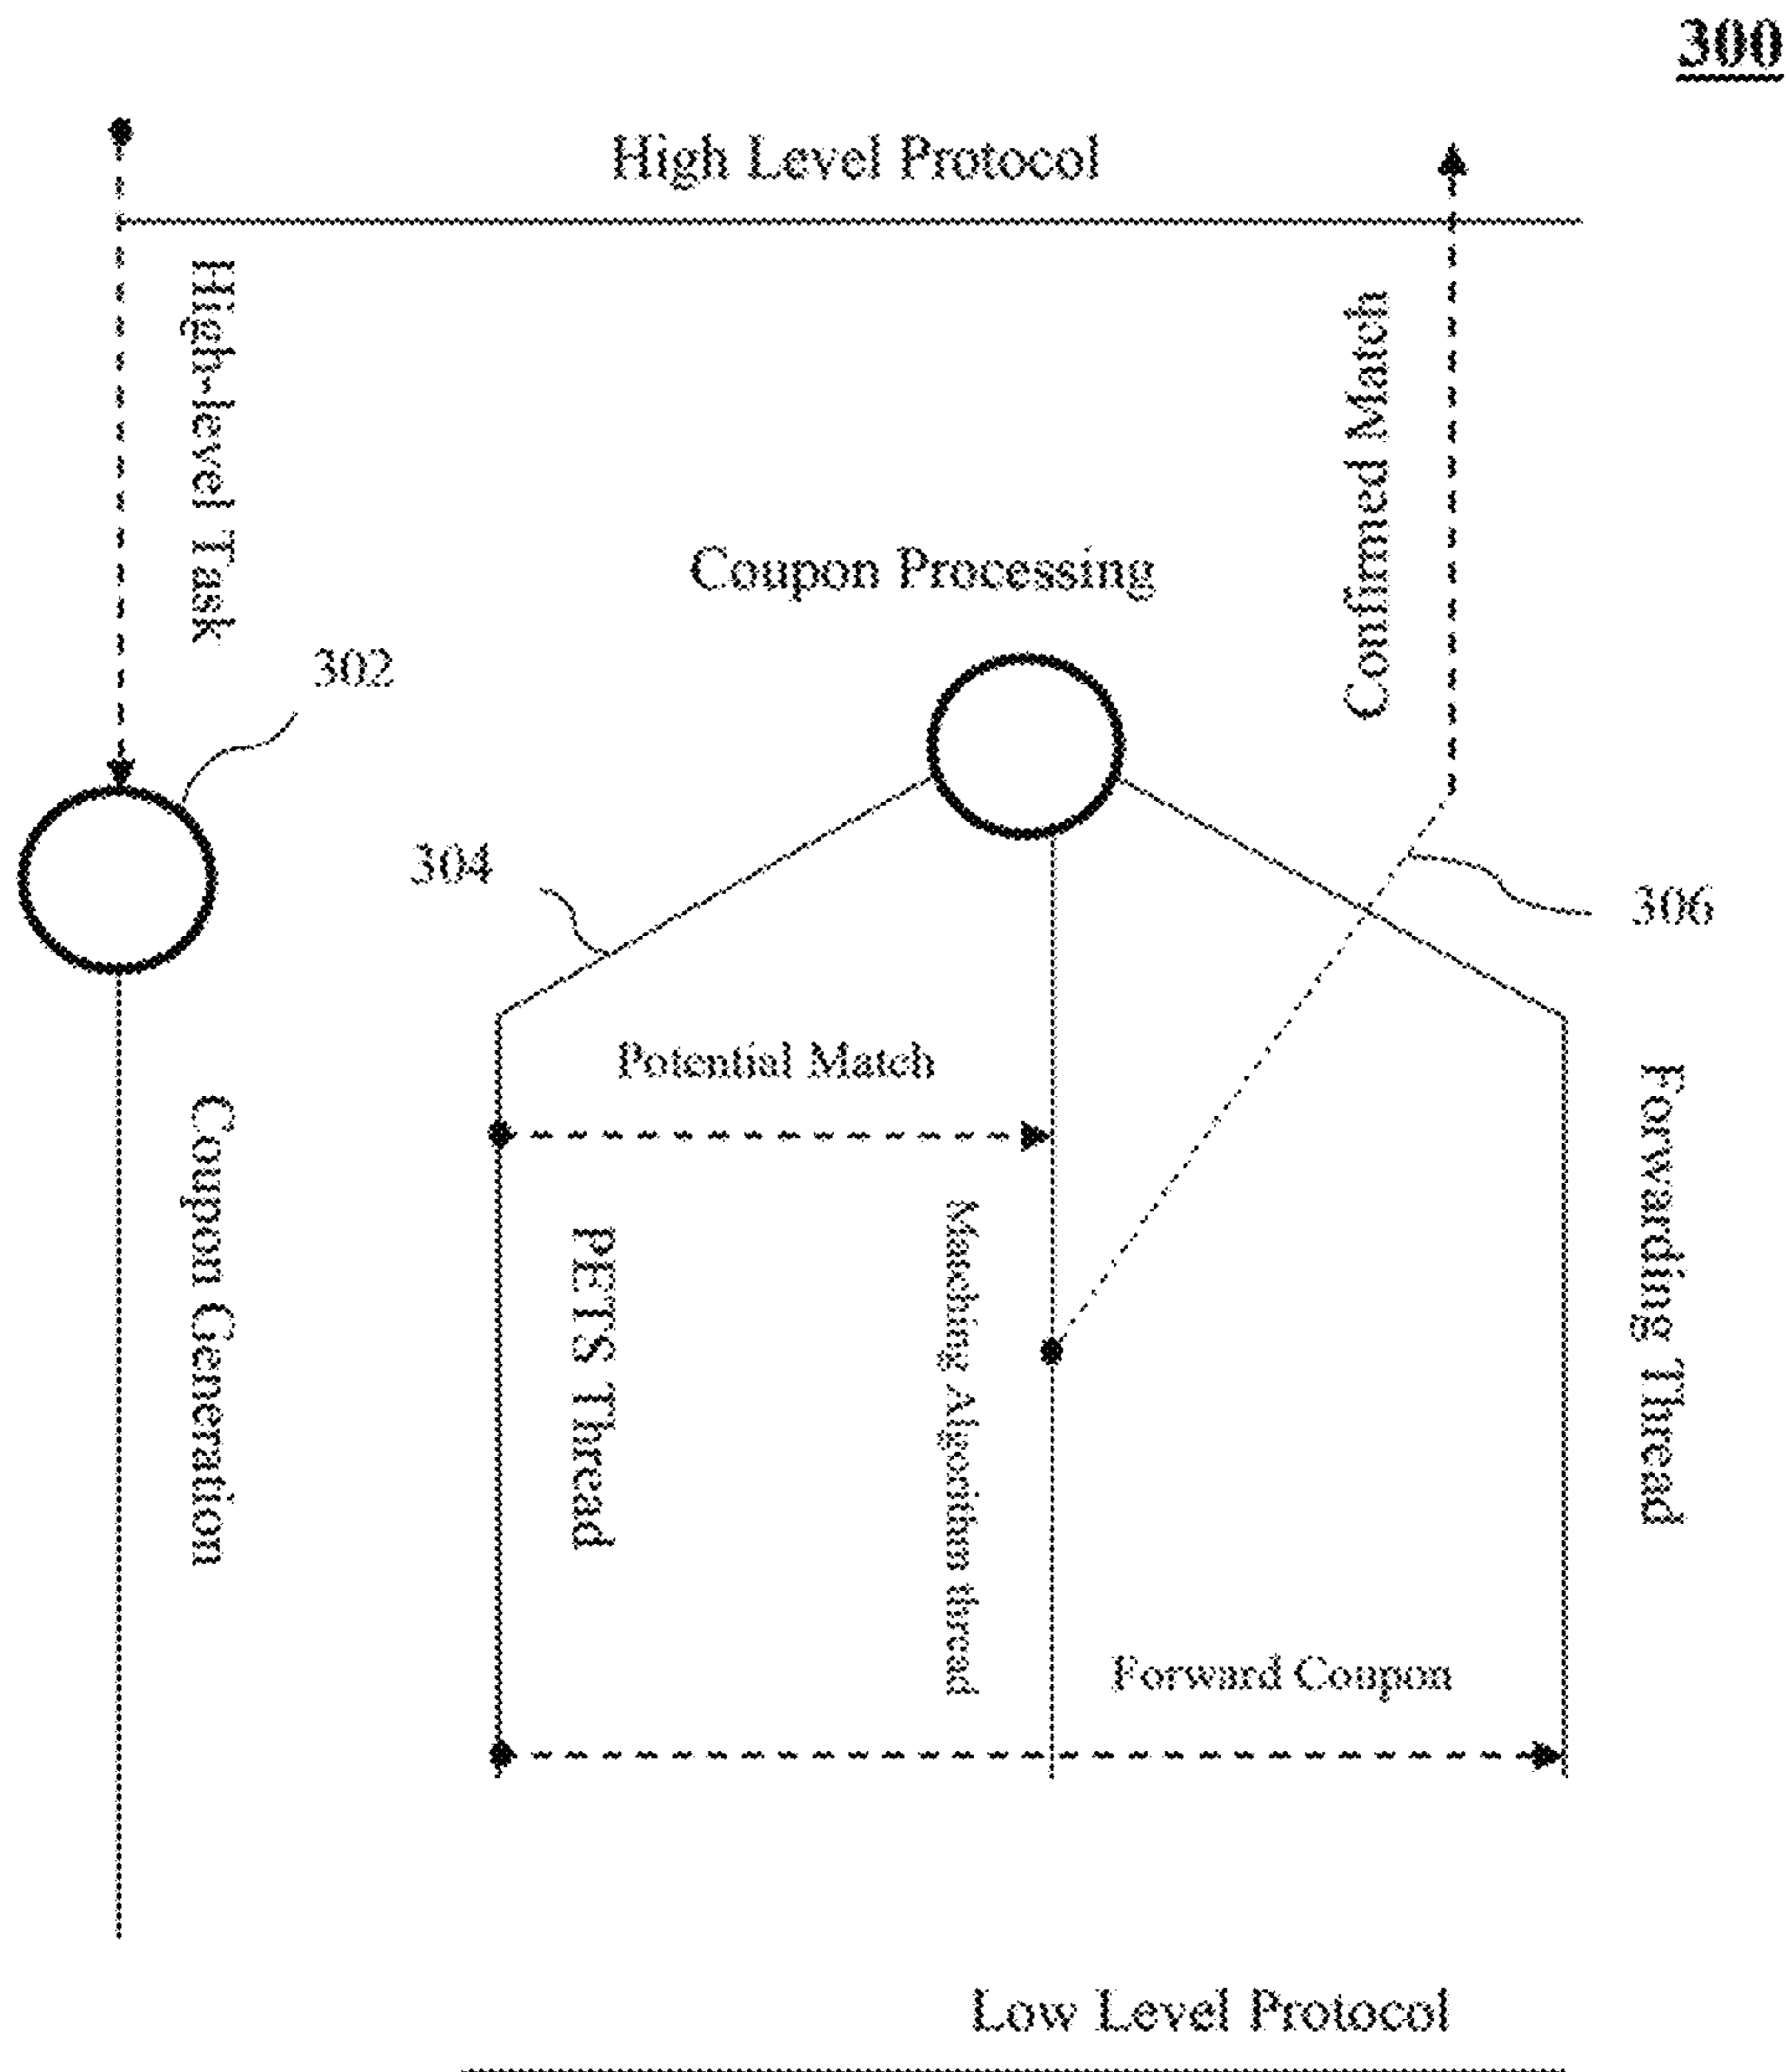 300
High Level Protocol
High-level Task
Confirmed Match
Coupon Processing
302
304
306
Potential Match
Coupon Generation
PETS Thread
Matching Algorithm thread
Forwarding Thread
Forward Coupon
Low Level Protocol